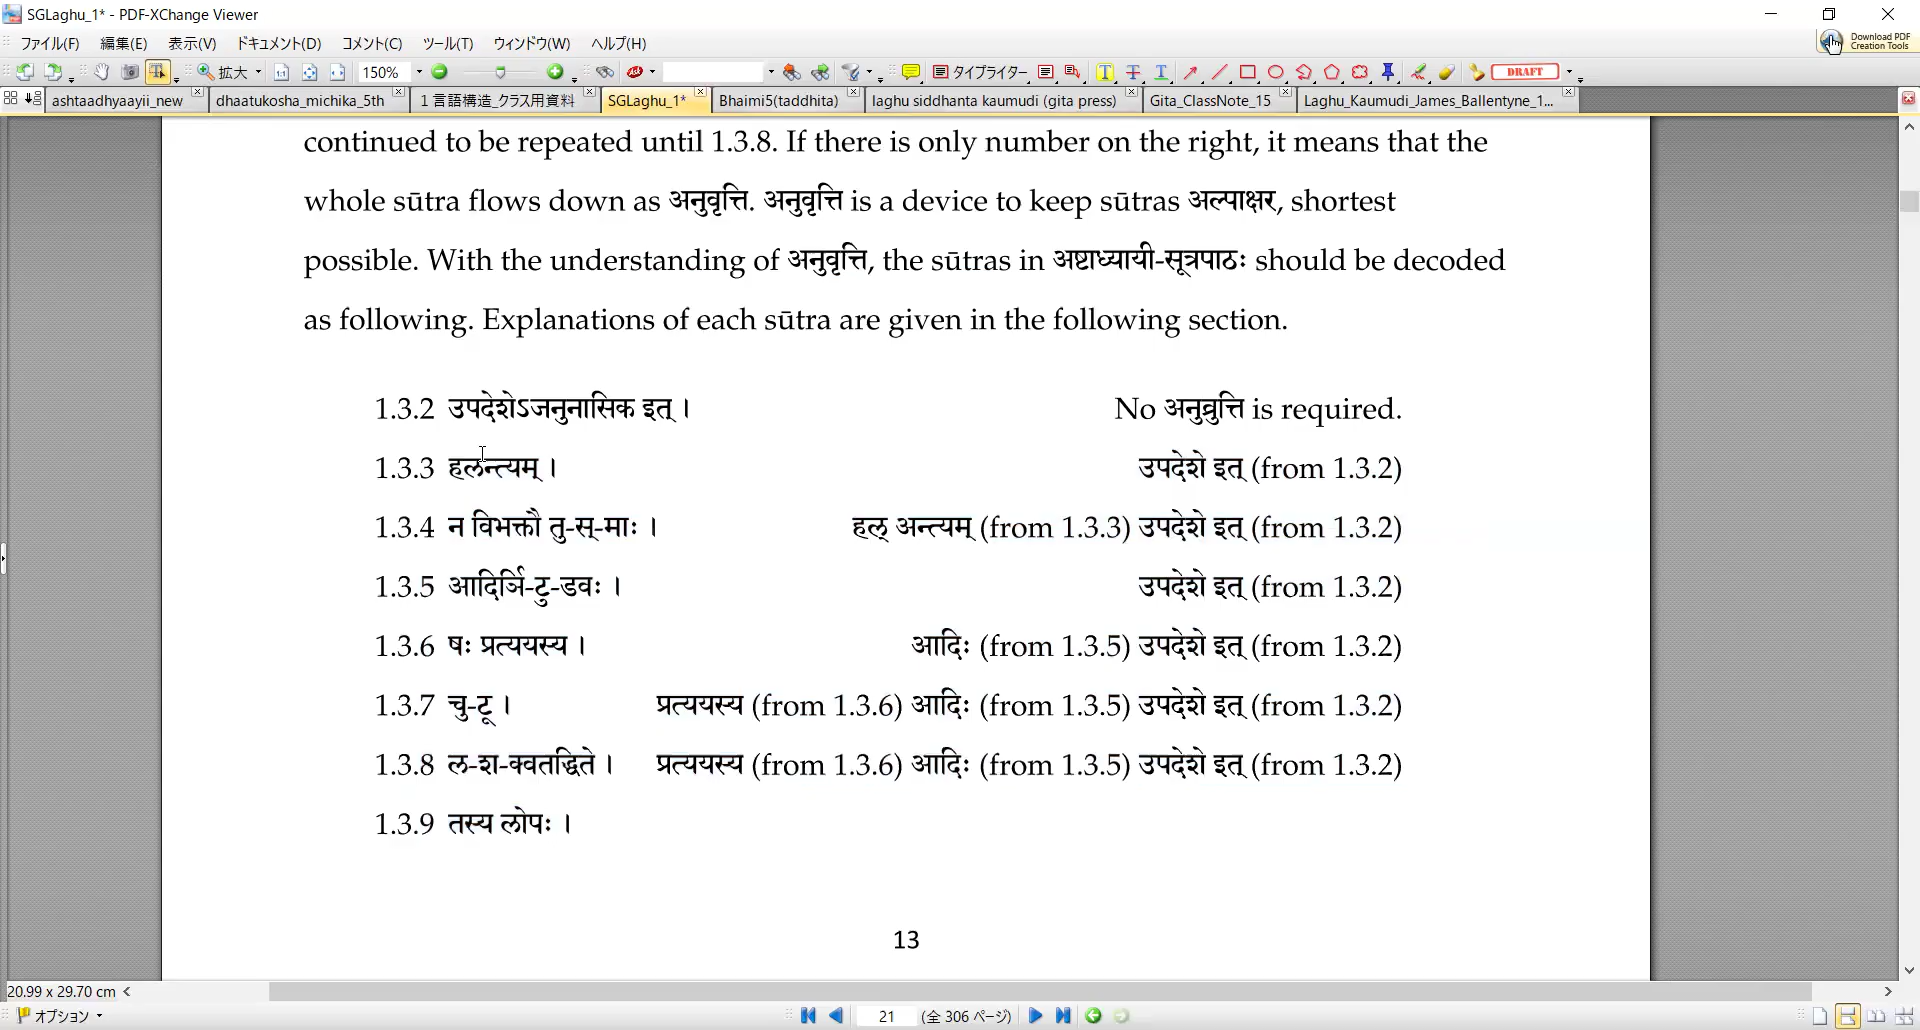 SGLaghu_1* - PDF-XChange Viewer
ファイル(F) 編集(E) 表示(V) ドキュメント(D) コメント(C) ツール(T) ウィンドウ(W) ヘルプ(H)
Download PDF
Creation Tools
拡大 150% タイプライター DRAFT
ashtaadhyaayii_new dhaatukosha_michika_5th 1 言語構造_クラス用資料 SGLaghu_1* Bhaimi5(taddhita) laghu siddhanta kaumudi (gita press) Gita_ClassNote_15 Laghu_Kaumudi_James_Ballentyne_1...
continued to be repeated until 1.3.8. If there is only number on the right, it means that the
whole sūtra flows down as अनुवृत्ति. अनुवृत्ति is a device to keep sūtras अल्पाक्षर, shortest
possible. With the understanding of अनुवृत्ति, the sūtras in अष्टाध्यायी-सूत्रपाठः should be decoded
as following. Explanations of each sūtra are given in the following section.
1.3.2 उपदेशेऽजनुनासिक इत् । No अनुव्रुत्ति is required.
1.3.3 हलन्त्यम् । उपदेशे इत् (from 1.3.2)
1.3.4 न विभक्तौ तु-स्-माः । हल् अन्त्यम् (from 1.3.3) उपदेशे इत् (from 1.3.2)
1.3.5 आदिर्ञि-टु-डवः । उपदेशे इत् (from 1.3.2)
1.3.6 षः प्रत्ययस्य । आदिः (from 1.3.5) उपदेशे इत् (from 1.3.2)
1.3.7 चु-टू । प्रत्ययस्य (from 1.3.6) आदिः (from 1.3.5) उपदेशे इत् (from 1.3.2)
1.3.8 ल-श-क्वतद्धिते । प्रत्ययस्य (from 1.3.6) आदिः (from 1.3.5) उपदेशे इत् (from 1.3.2)
1.3.9 तस्य लोपः ।
13
20.99 x 29.70 cm
オプション 21 (全 306 ページ)